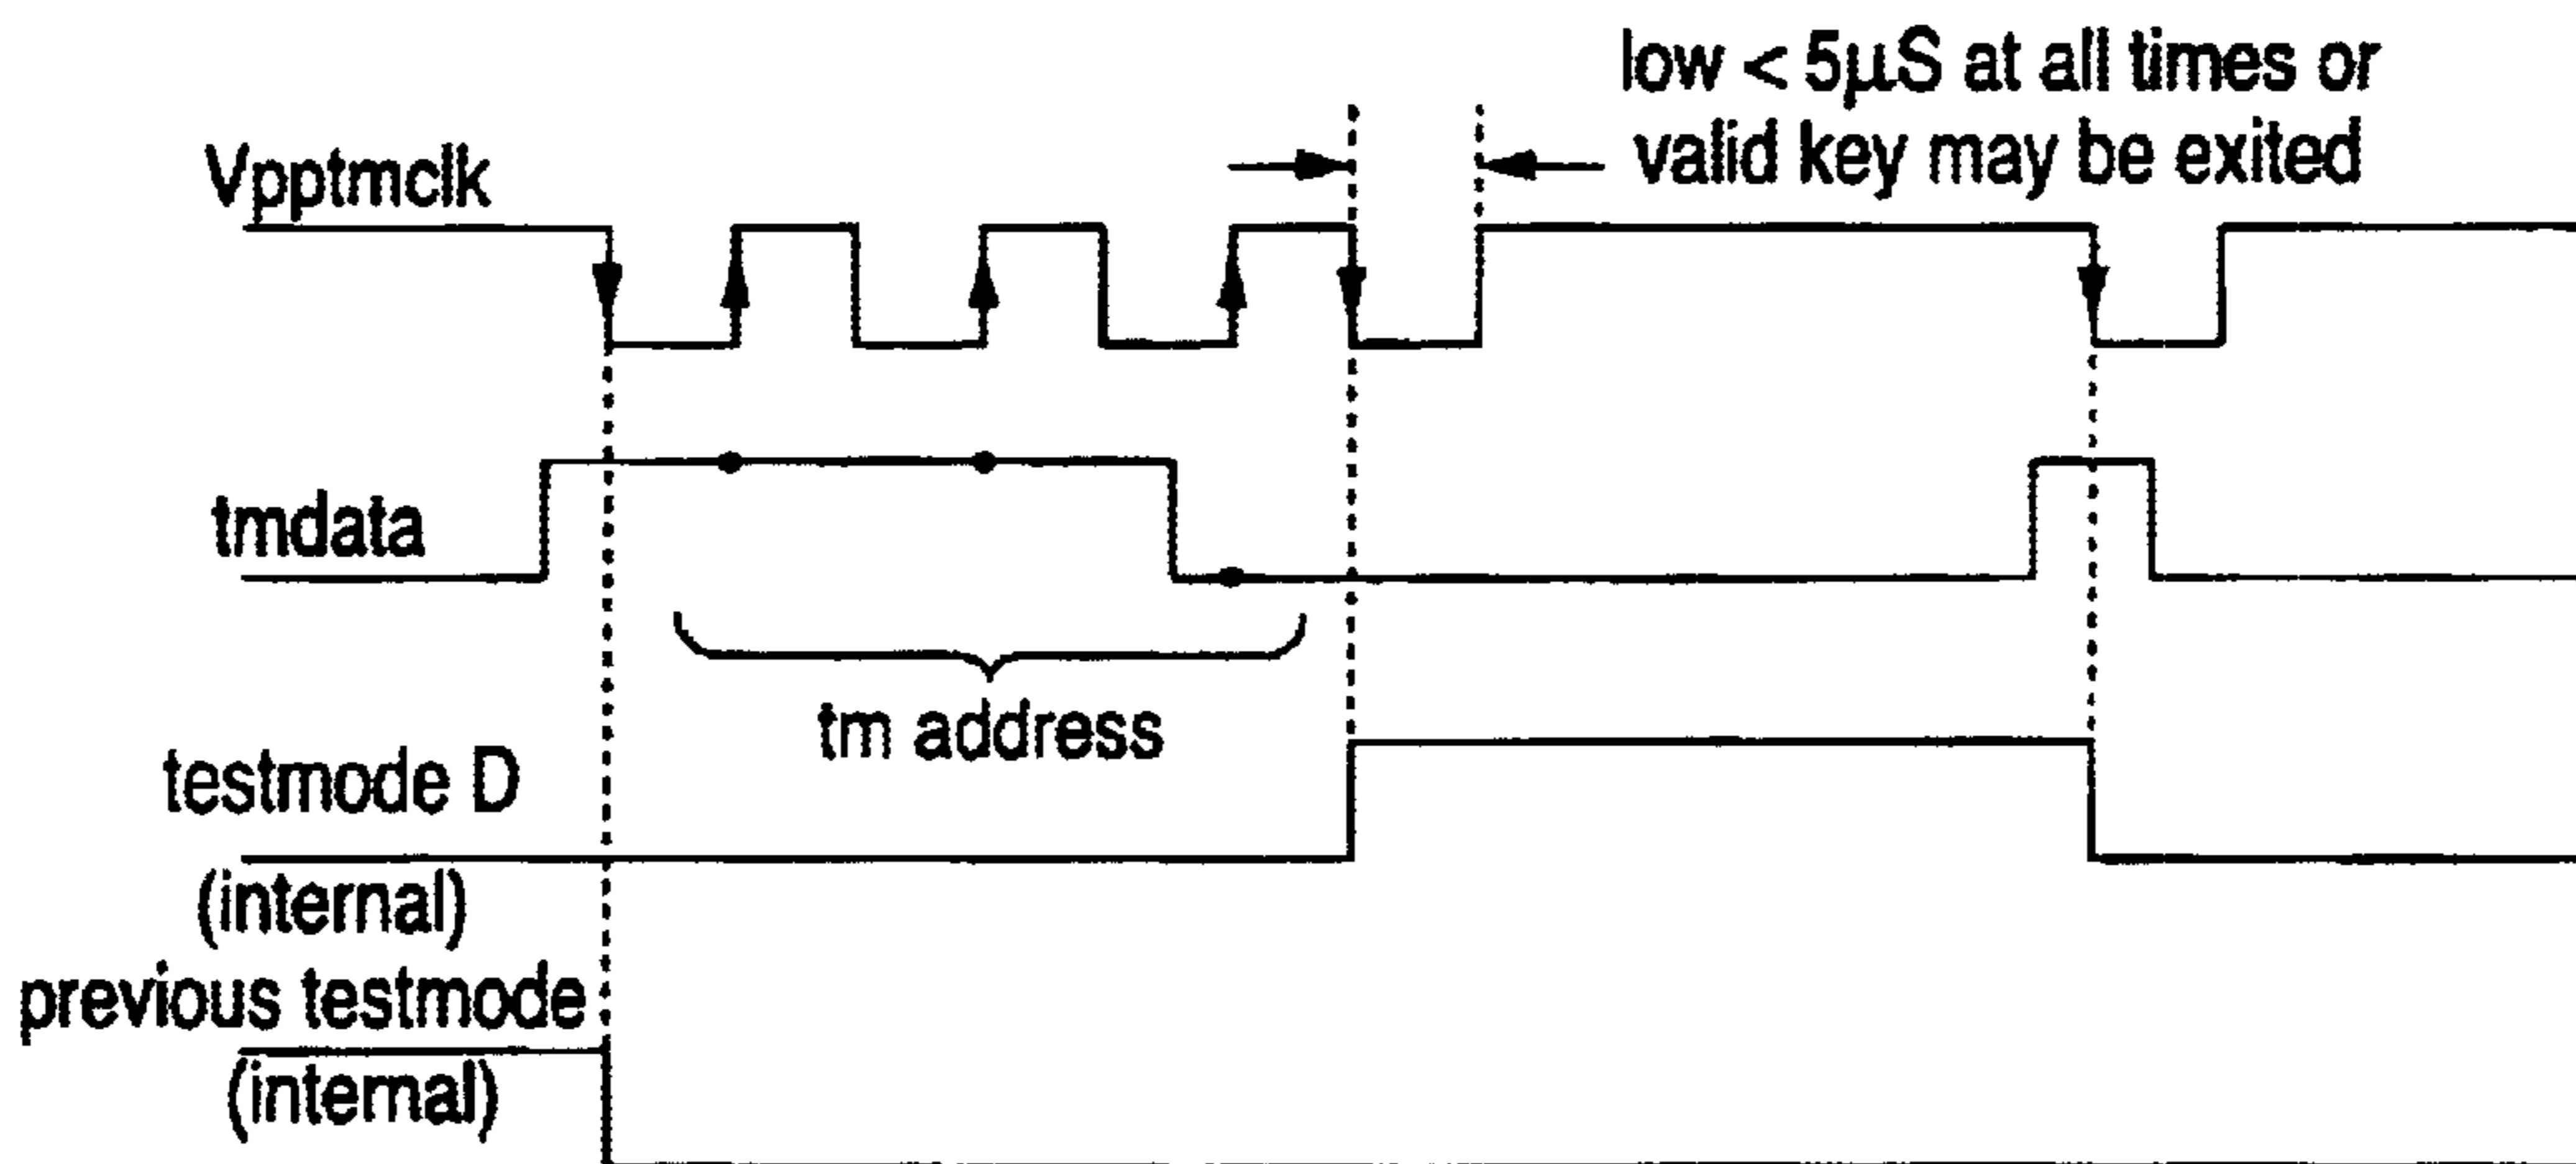 low < 5µS at all times or
valid key may be exited
Vpptmclk
tmdata
tm address
testmode D
(internal)
previous testmode
(internal)